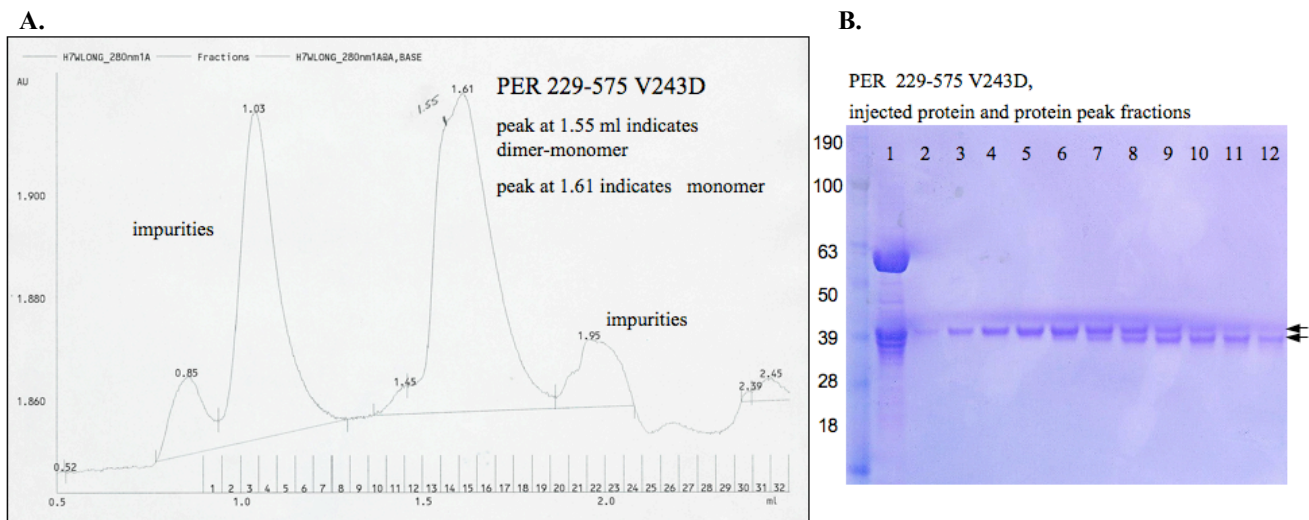 A.
B.
H7WLONG_280nm1A Fractions H7WLONG_280nm1A@A,BASE
AU
PER 229-575 V243D
peak at 1.55 ml indicates
dimer-monomer
peak at 1.61 indicates monomer
1.03
1.55
1.61
1.900
impurities
1.880
impurities
1.95
0.85
1.45
2.39
2.45
1.860
0.52
1 2 3 4 5 6 7 8 9 10 11 12 13 14 15 16 17 18 19 20 21 22 23 24 25 26 27 28 29 30 31 32
0.5 1.0 1.5 2.0 ml
PER 229-575 V243D,
injected protein and protein peak fractions
1 2 3 4 5 6 7 8 9 10 11 12
190
100
63
50
39
28
18